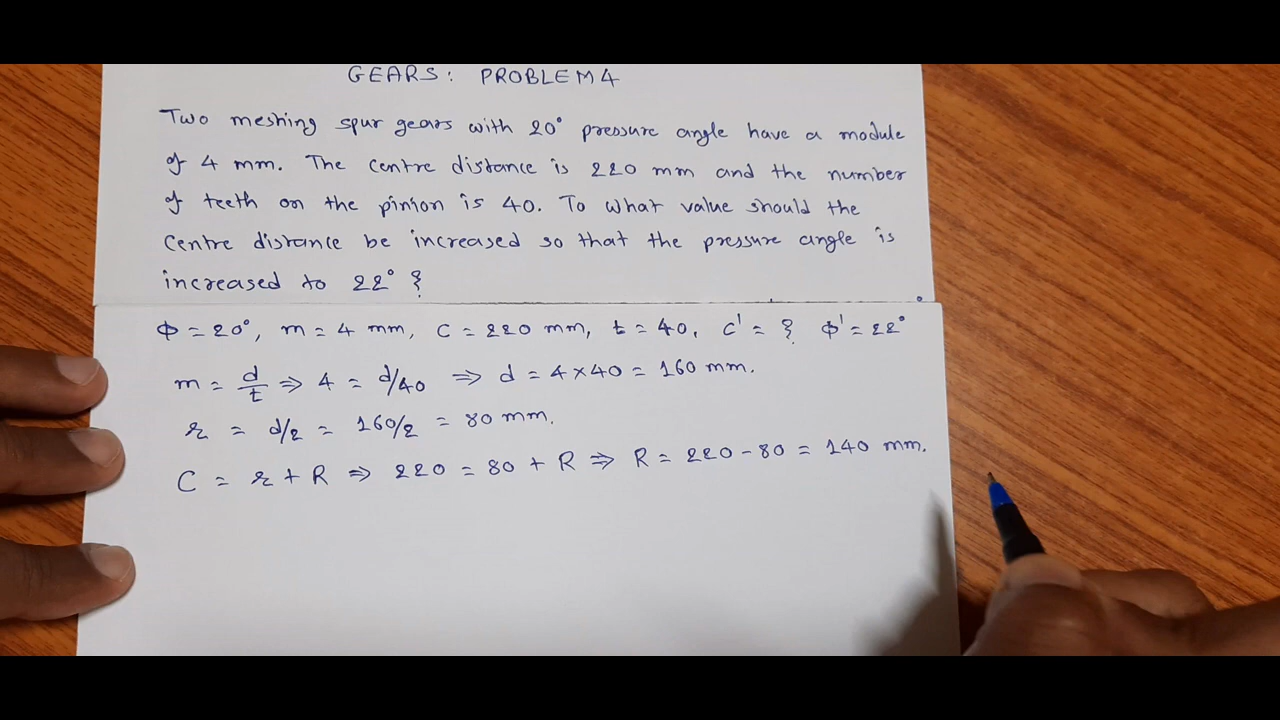 GEARS: PROBLEM 4
Two meshing spur gears with 20° pressure angle have a module
of 4 mm. The centre distance is 220 mm and the number
of teeth on the pinion is 40. To what value should the
centre distance be increased so that the pressure angle is
increased to 22° ?
Φ = 20°, m = 4 mm, C = 220 mm, t = 40, C' = ? Φ' = 22°
m = d/t ⇒ 4 = d/40 ⇒ d = 4×40 = 160 mm.
r = d/2 = 160/2 = 80 mm.
C = r + R ⇒ 220 = 80 + R ⇒ R = 220 - 80 = 140 mm.